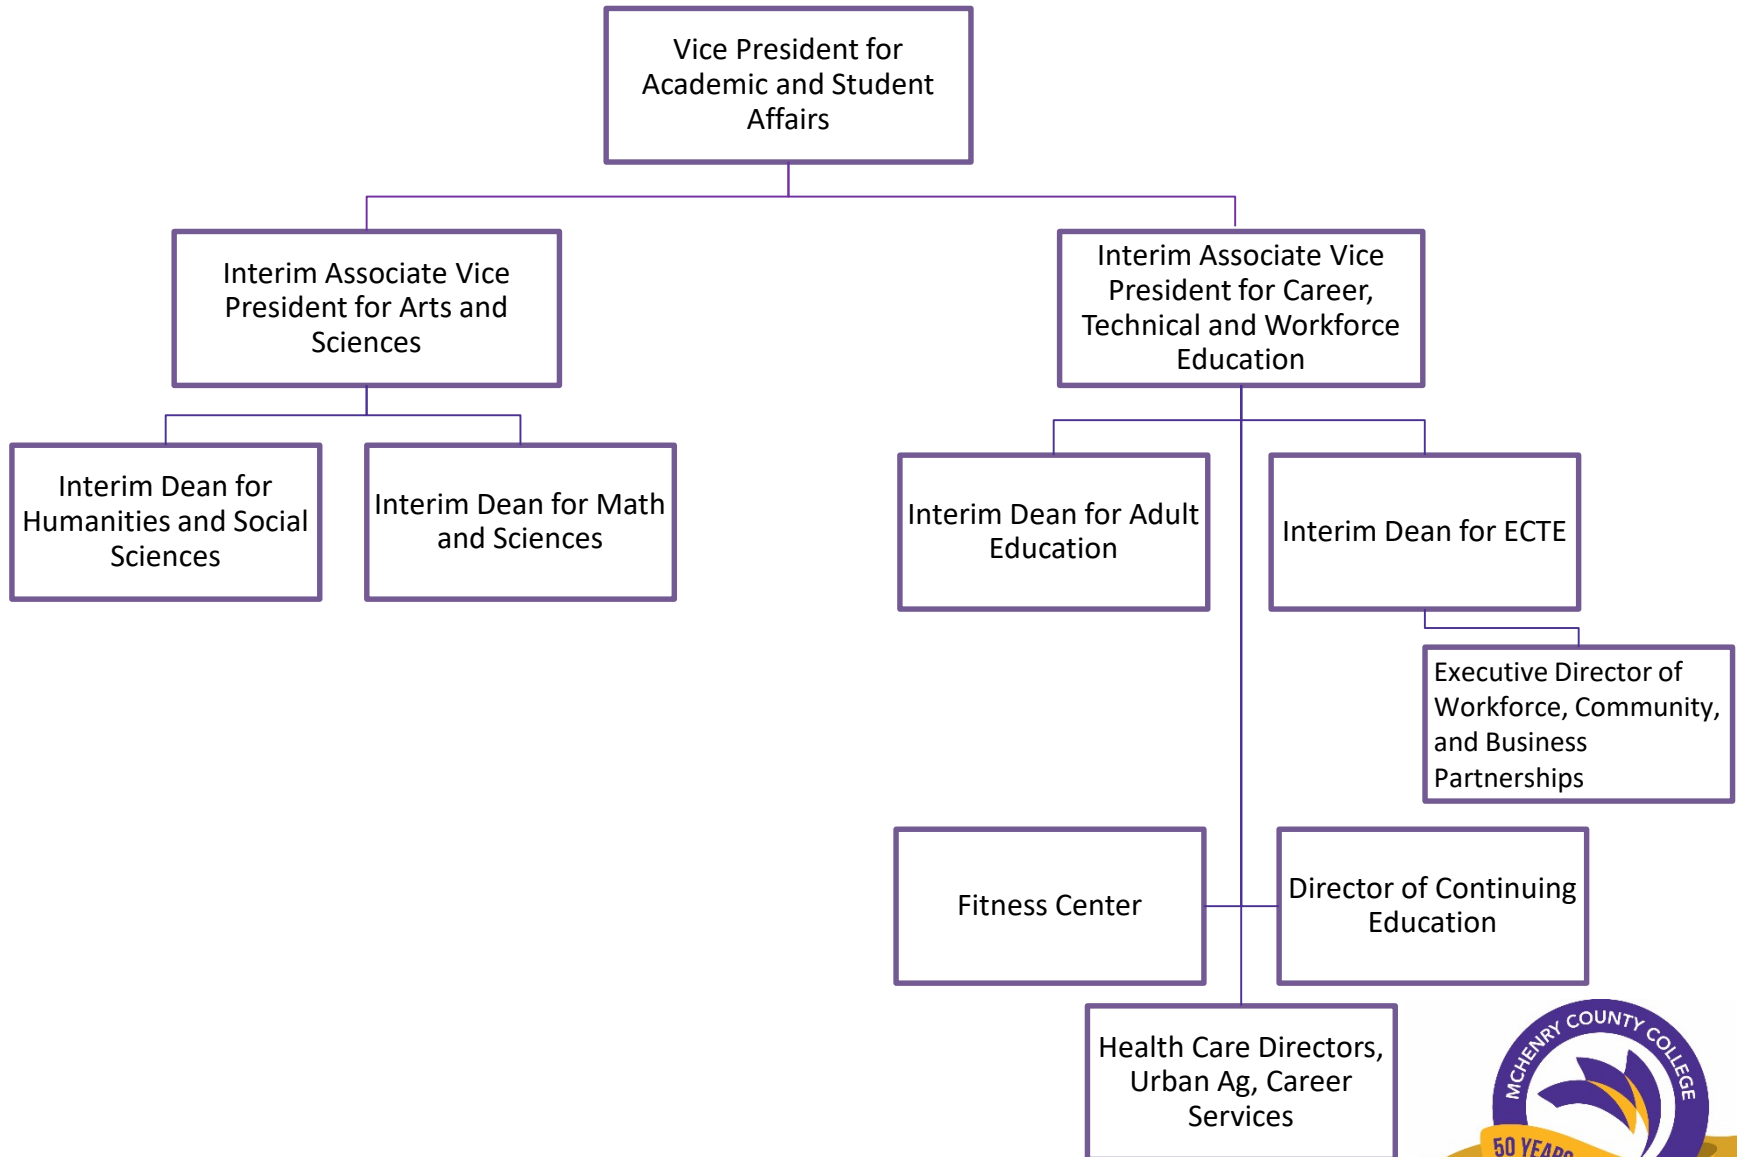 Vice President for
Academic and Student
Affairs
Interim Associate Vice
President for Arts and
Sciences
Interim Associate Vice
President for Career,
Technical and Workforce
Education
Interim Dean for
Humanities and Social
Sciences
Interim Dean for Math
and Sciences
Interim Dean for Adult
Education
Interim Dean for ECTE
Executive Director of
Workforce, Community,
and Business
Partnerships
Fitness Center
Director of Continuing
Education
Health Care Directors,
Urban Ag, Career
Services
MCHENRY COUNTY COLLEGE
50 YEARS